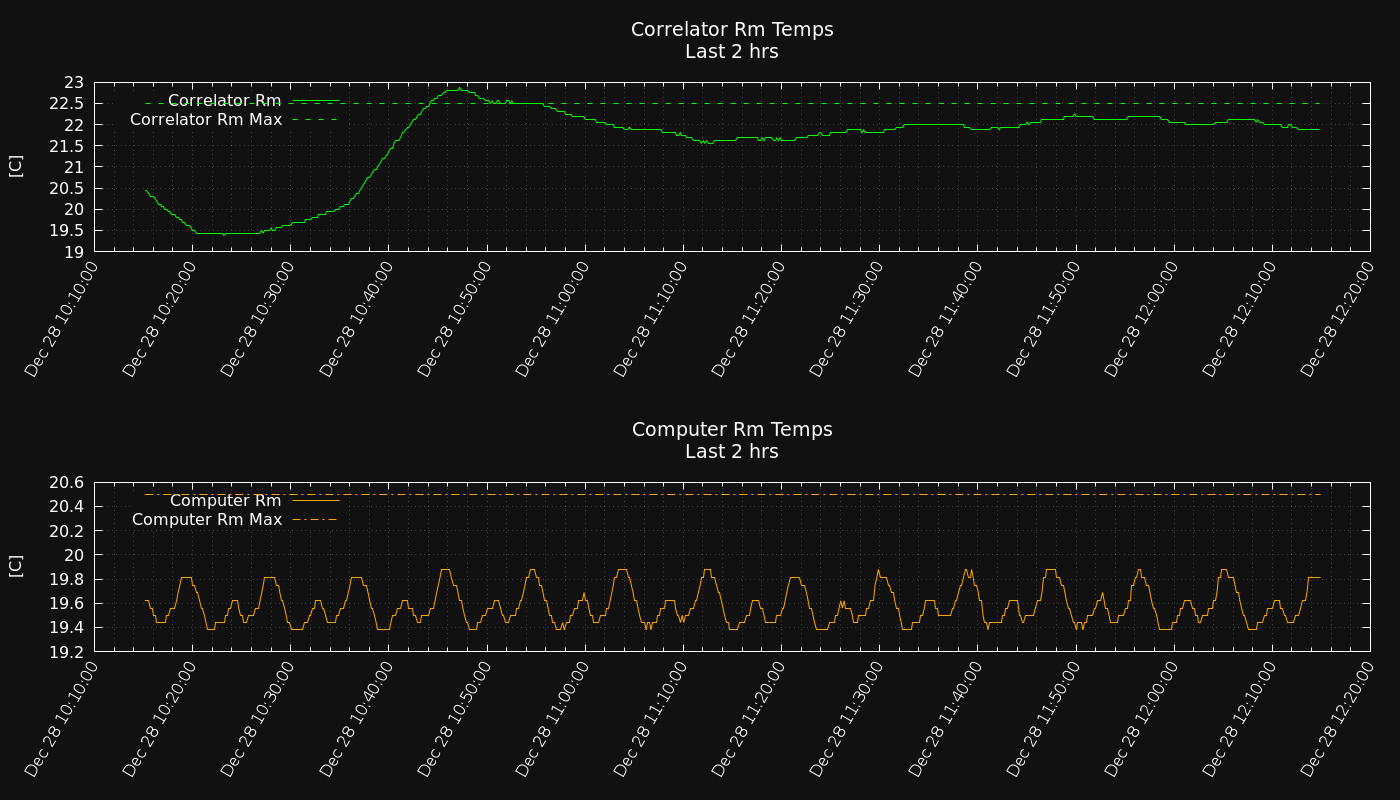 Correlator Rm Temps
Last 2 hrs
[C]
23
22.5
22
21.5
21
20.5
20
19.5
19
Correlator Rm
Correlator Rm Max
Dec 28 10:10:00
Dec 28 10:20:00
Dec 28 10:30:00
Dec 28 10:40:00
Dec 28 10:50:00
Dec 28 11:00:00
Dec 28 11:10:00
Dec 28 11:20:00
Dec 28 11:30:00
Dec 28 11:40:00
Dec 28 11:50:00
Dec 28 12:00:00
Dec 28 12:10:00
Dec 28 12:20:00
Computer Rm Temps
Last 2 hrs
[C]
20.6
20.4
20.2
20
19.8
19.6
19.4
19.2
Computer Rm
Computer Rm Max
Dec 28 10:10:00
Dec 28 10:20:00
Dec 28 10:30:00
Dec 28 10:40:00
Dec 28 10:50:00
Dec 28 11:00:00
Dec 28 11:10:00
Dec 28 11:20:00
Dec 28 11:30:00
Dec 28 11:40:00
Dec 28 11:50:00
Dec 28 12:00:00
Dec 28 12:10:00
Dec 28 12:20:00